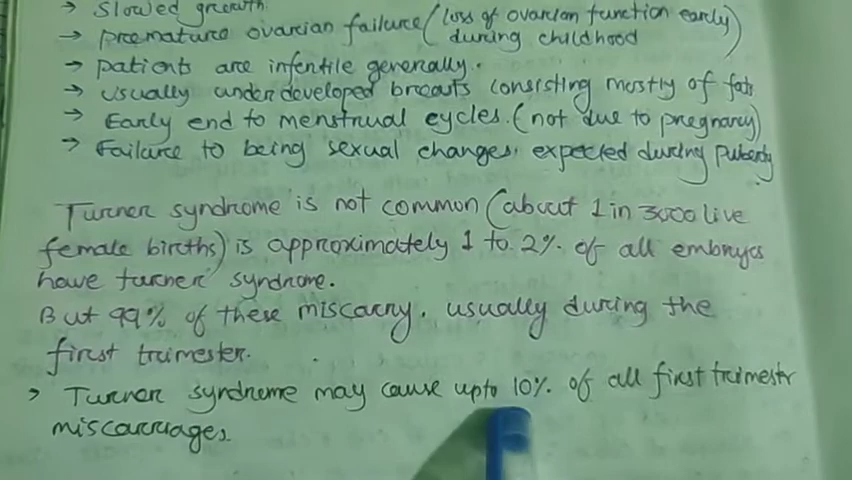 → Slowed growth.
→ Premature ovarian failure (loss of ovarian function early during childhood)
→ patients are infentile generally.
→ usually underdeveloped breasts consisting mostly of fats
→ Early end to menstrual cycles. (not due to pregnancy)
→ Failure to being sexual changes, expected during puberty
Turner syndrome is not common (about 1 in 3000 live
female births) is approximately 1 to 2% of all embryos
have turner syndrome.
But 99% of these miscarry, usually during the
first trimester.
> Turner syndrome may cause upto 10% of all first trimestr
miscarriages.